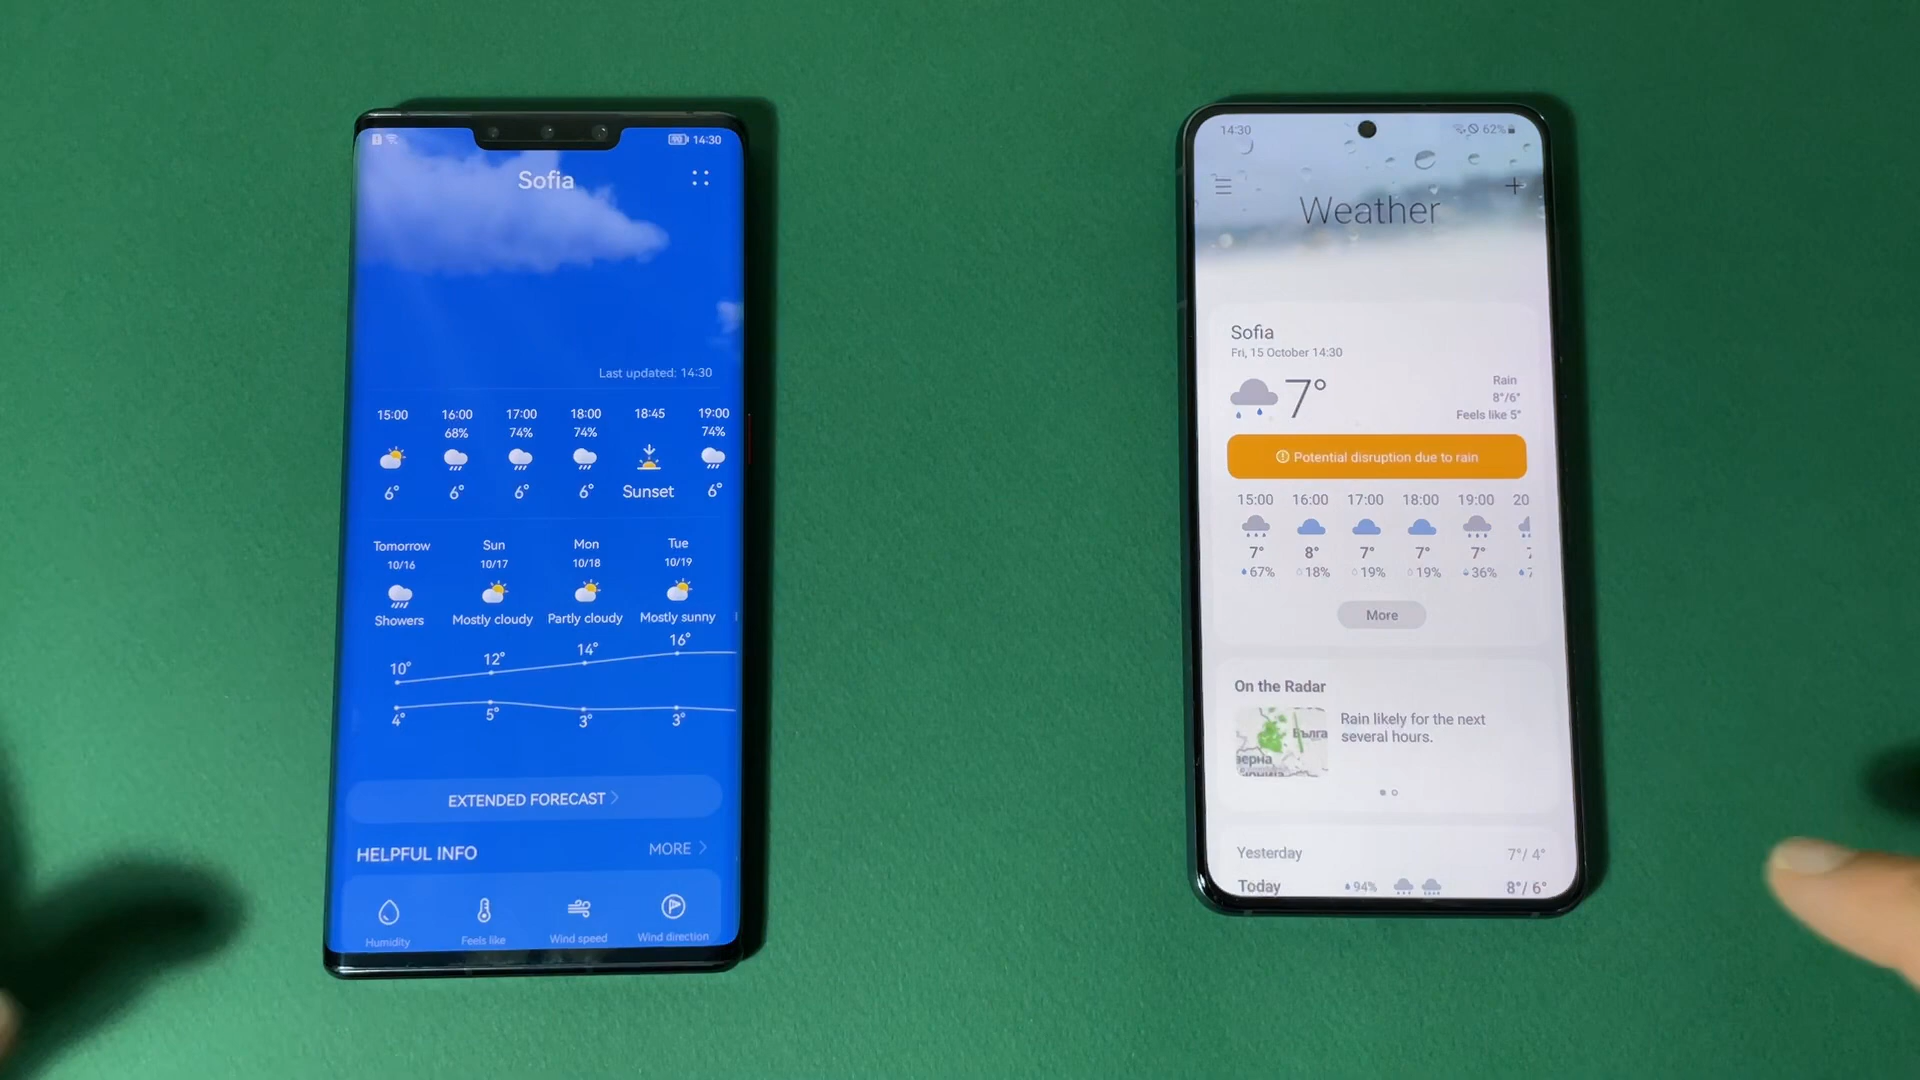 14:30
Sofia
Last updated: 14:30
15:00 16:00 17:00 18:00 18:45 19:00
68% 74% 74% 74%
6° 6° 6° 6° Sunset 6°
Tomorrow Sun Mon Tue
10/16 10/17 10/18 10/19
Showers Mostly cloudy Partly cloudy Mostly sunny
10° 12° 14° 16°
4° 5° 3° 3°
EXTENDED FORECAST >
HELPFUL INFO MORE >
Humidity Feels like Wind speed Wind direction
14:30 62%
Weather
Sofia
Fri, 15 October 14:30
7°
Rain
8°/6°
Feels like 5°
Potential disruption due to rain
15:00 16:00 17:00 18:00 19:00 20
7° 8° 7° 7° 7°
67% 18% 19% 19% 36%
More
On the Radar
Rain likely for the next
several hours.
Бълга
верна
Yesterday 7°/ 4°
Today 94% 8°/ 6°